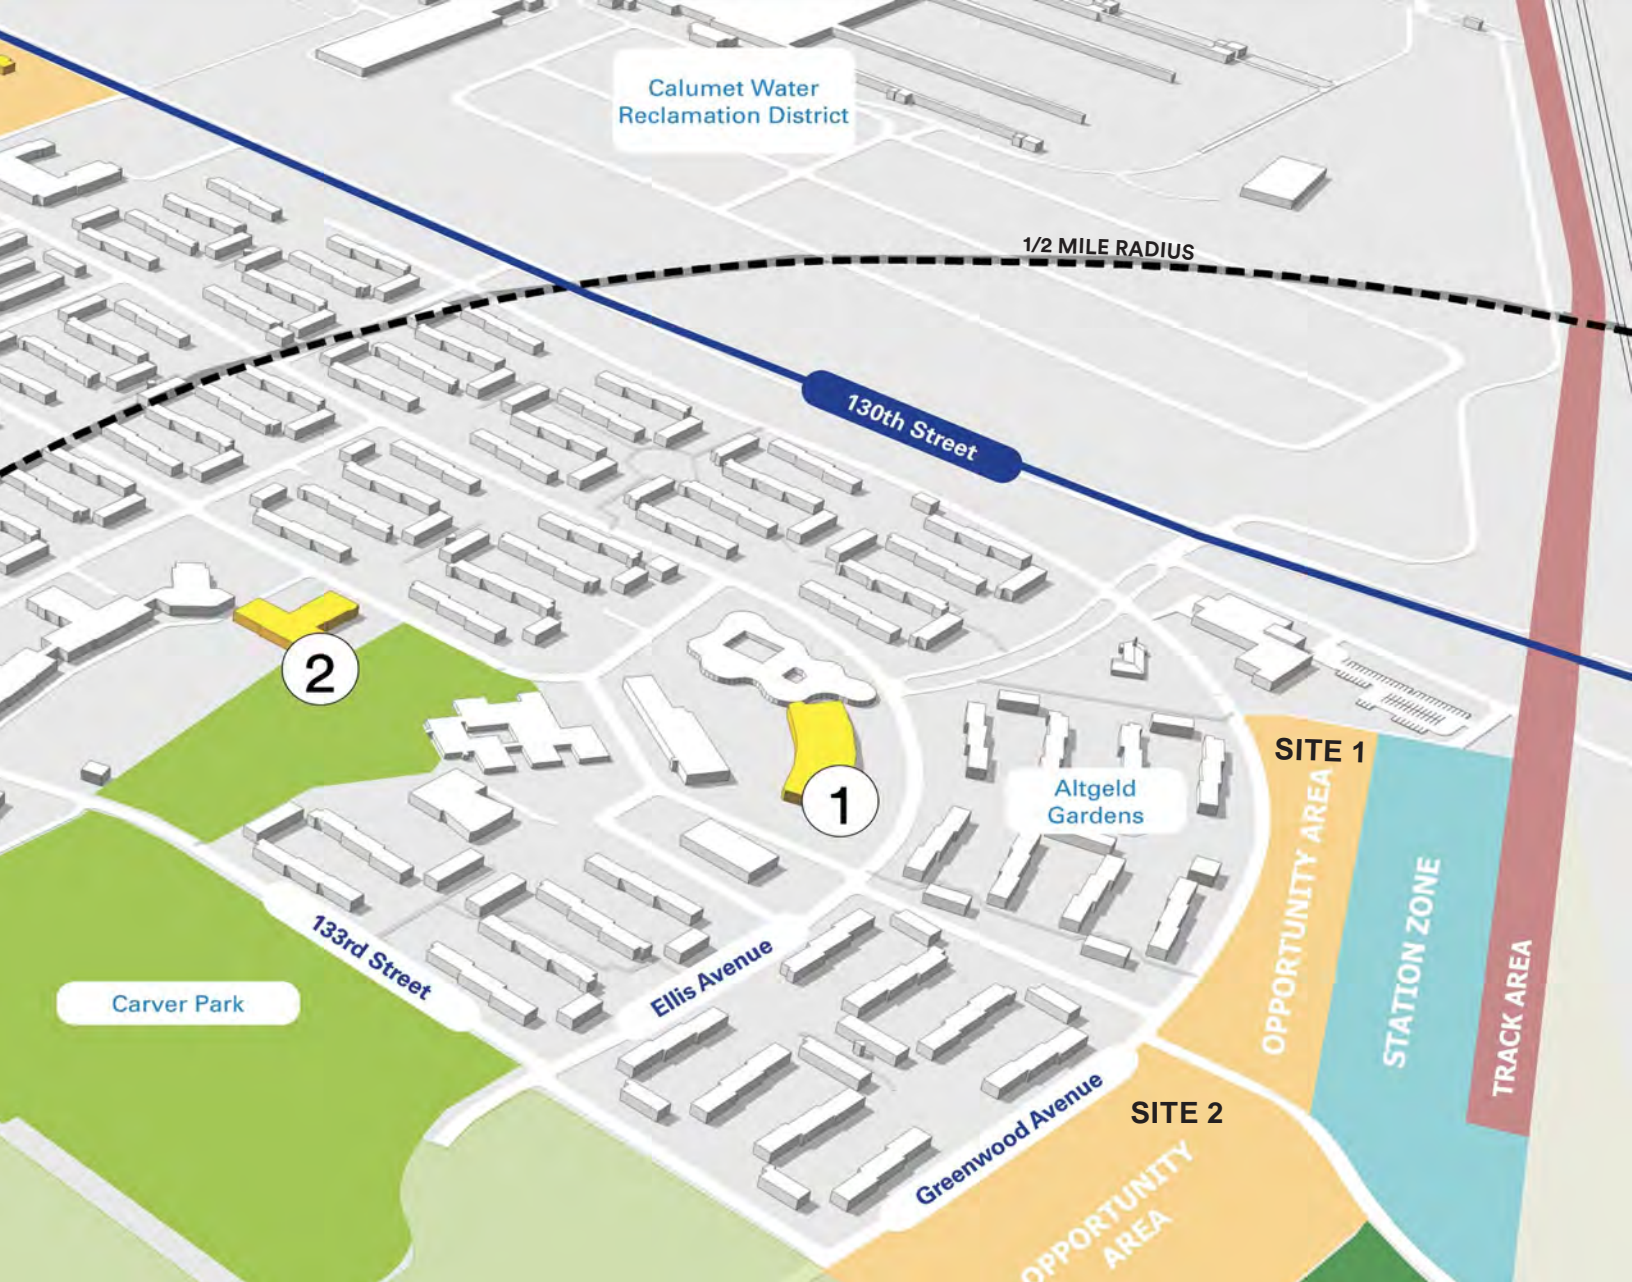 Calumet Water
Reclamation District
1/2 MILE RADIUS
130th Street
2
SITE 1
1
Altgeld
Gardens
OPPORTUNITY AREA
STATION ZONE
TRACK AREA
133rd Street
Ellis Avenue
Carver Park
Greenwood Avenue
SITE 2
OPPORTUNITY
AREA